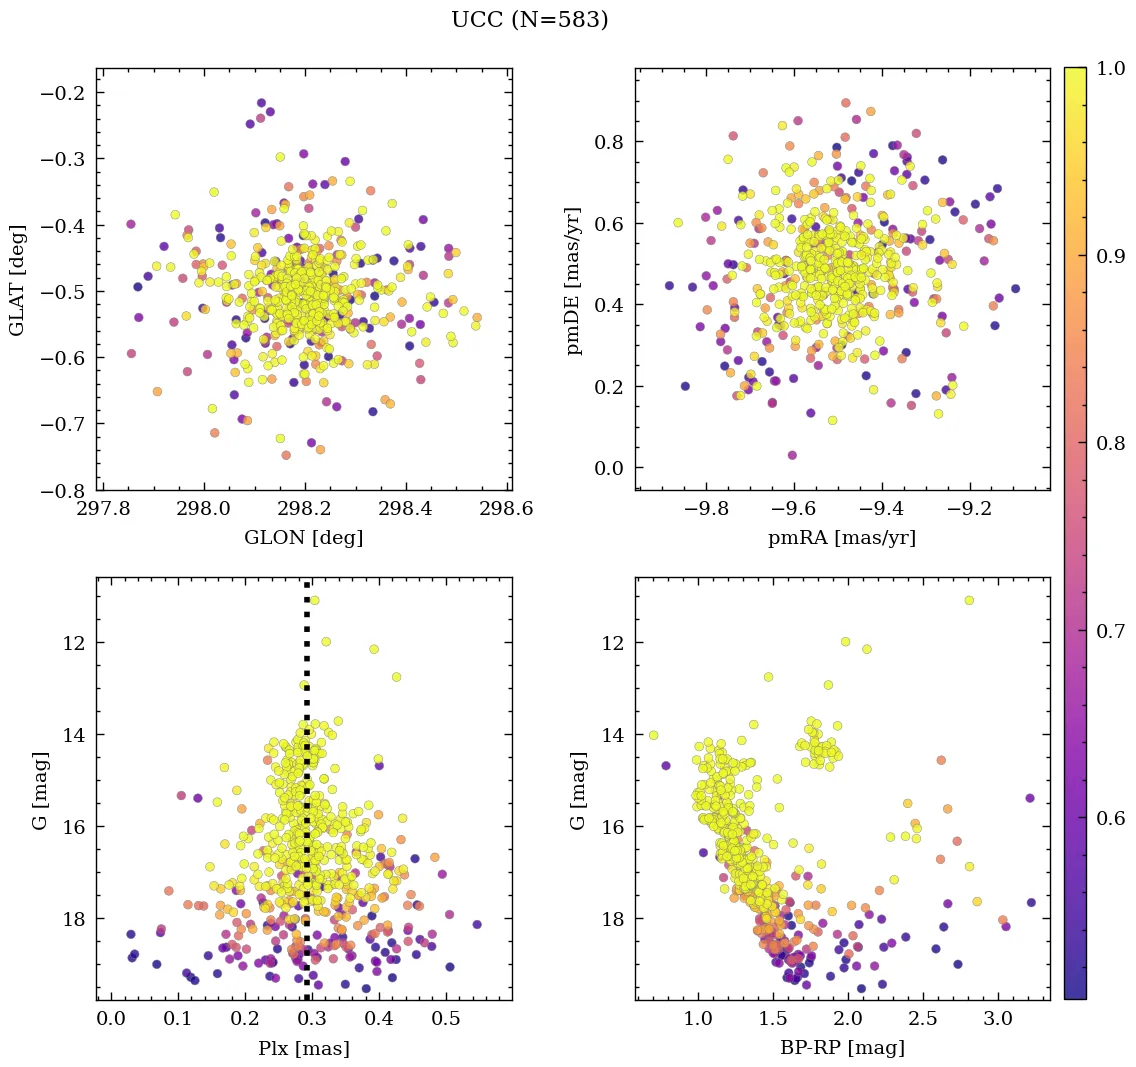 UCC (N=583)
−0.2
−0.3
−0.4
−0.5
−0.6
−0.7
−0.8
GLAT [deg]
297.8 298.0 298.2 298.4 298.6
GLON [deg]
0.8
0.6
0.4
0.2
0.0
pmDE [mas/yr]
−9.8 −9.6 −9.4 −9.2
pmRA [mas/yr]
1.0
0.9
0.8
0.7
0.6
12
14
16
18
G [mag]
0.0 0.1 0.2 0.3 0.4 0.5
Plx [mas]
12
14
16
18
G [mag]
1.0 1.5 2.0 2.5 3.0
BP-RP [mag]